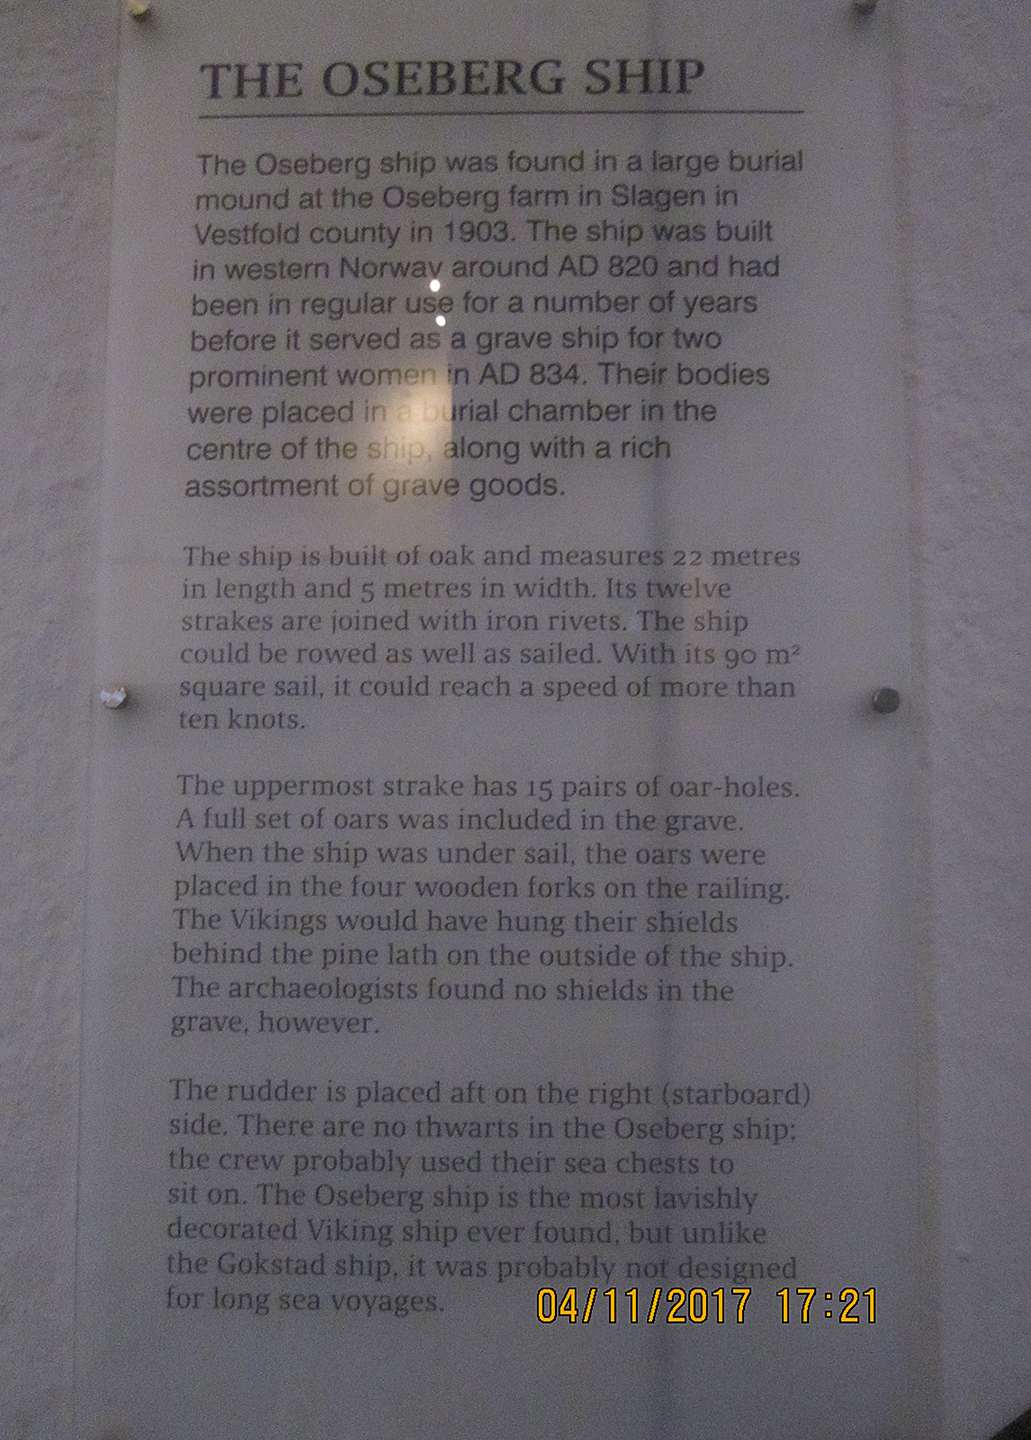 THE OSEBERG SHIP
The Oseberg ship was found in a large burial
mound at the Oseberg farm in Slagen in
Vestfold county in 1903. The ship was built
in western Norway around AD 820 and had
been in regular use for a number of years
before it served as a grave ship for two
prominent women in AD 834. Their bodies
were placed in a burial chamber in the
centre of the ship, along with a rich
assortment of grave goods.
The ship is built of oak and measures 22 metres
in length and 5 metres in width. Its twelve
strakes are joined with iron rivets. The ship
could be rowed as well as sailed. With its 90 m²
square sail, it could reach a speed of more than
ten knots.
The uppermost strake has 15 pairs of oar-holes.
A full set of oars was included in the grave.
When the ship was under sail, the oars were
placed in the four wooden forks on the railing.
The Vikings would have hung their shields
behind the pine lath on the outside of the ship.
The archaeologists found no shields in the
grave, however.
The rudder is placed aft on the right (starboard)
side. There are no thwarts in the Oseberg ship;
the crew probably used their sea chests to
sit on. The Oseberg ship is the most lavishly
decorated Viking ship ever found, but unlike
the Gokstad ship, it was probably not designed
for long sea voyages.
04/11/2017 17:21